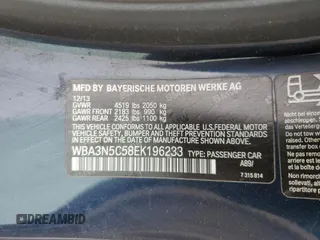 MFD BY BAYERISCHE MOTOREN WERKE AG
12/13
GVWR 4519 lbs 2050 kg
GAWR FRONT 2183 lbs 990 kg
GAWR REAR 2425 lbs 1100 kg
THIS VEHICLE CONFORMS TO ALL APPLICABLE U.S. FEDERAL MOTOR
VEHICLE SAFETY, BUMPER, AND THEFT PREVENTION STANDARDS
IN EFFECT ON THE DATE OF MANUFACTURE SHOWN ABOVE.
WBA3N5C58EK196233 TYPE: PASSENGER CAR
A89/
7 315 814
DREAMBID